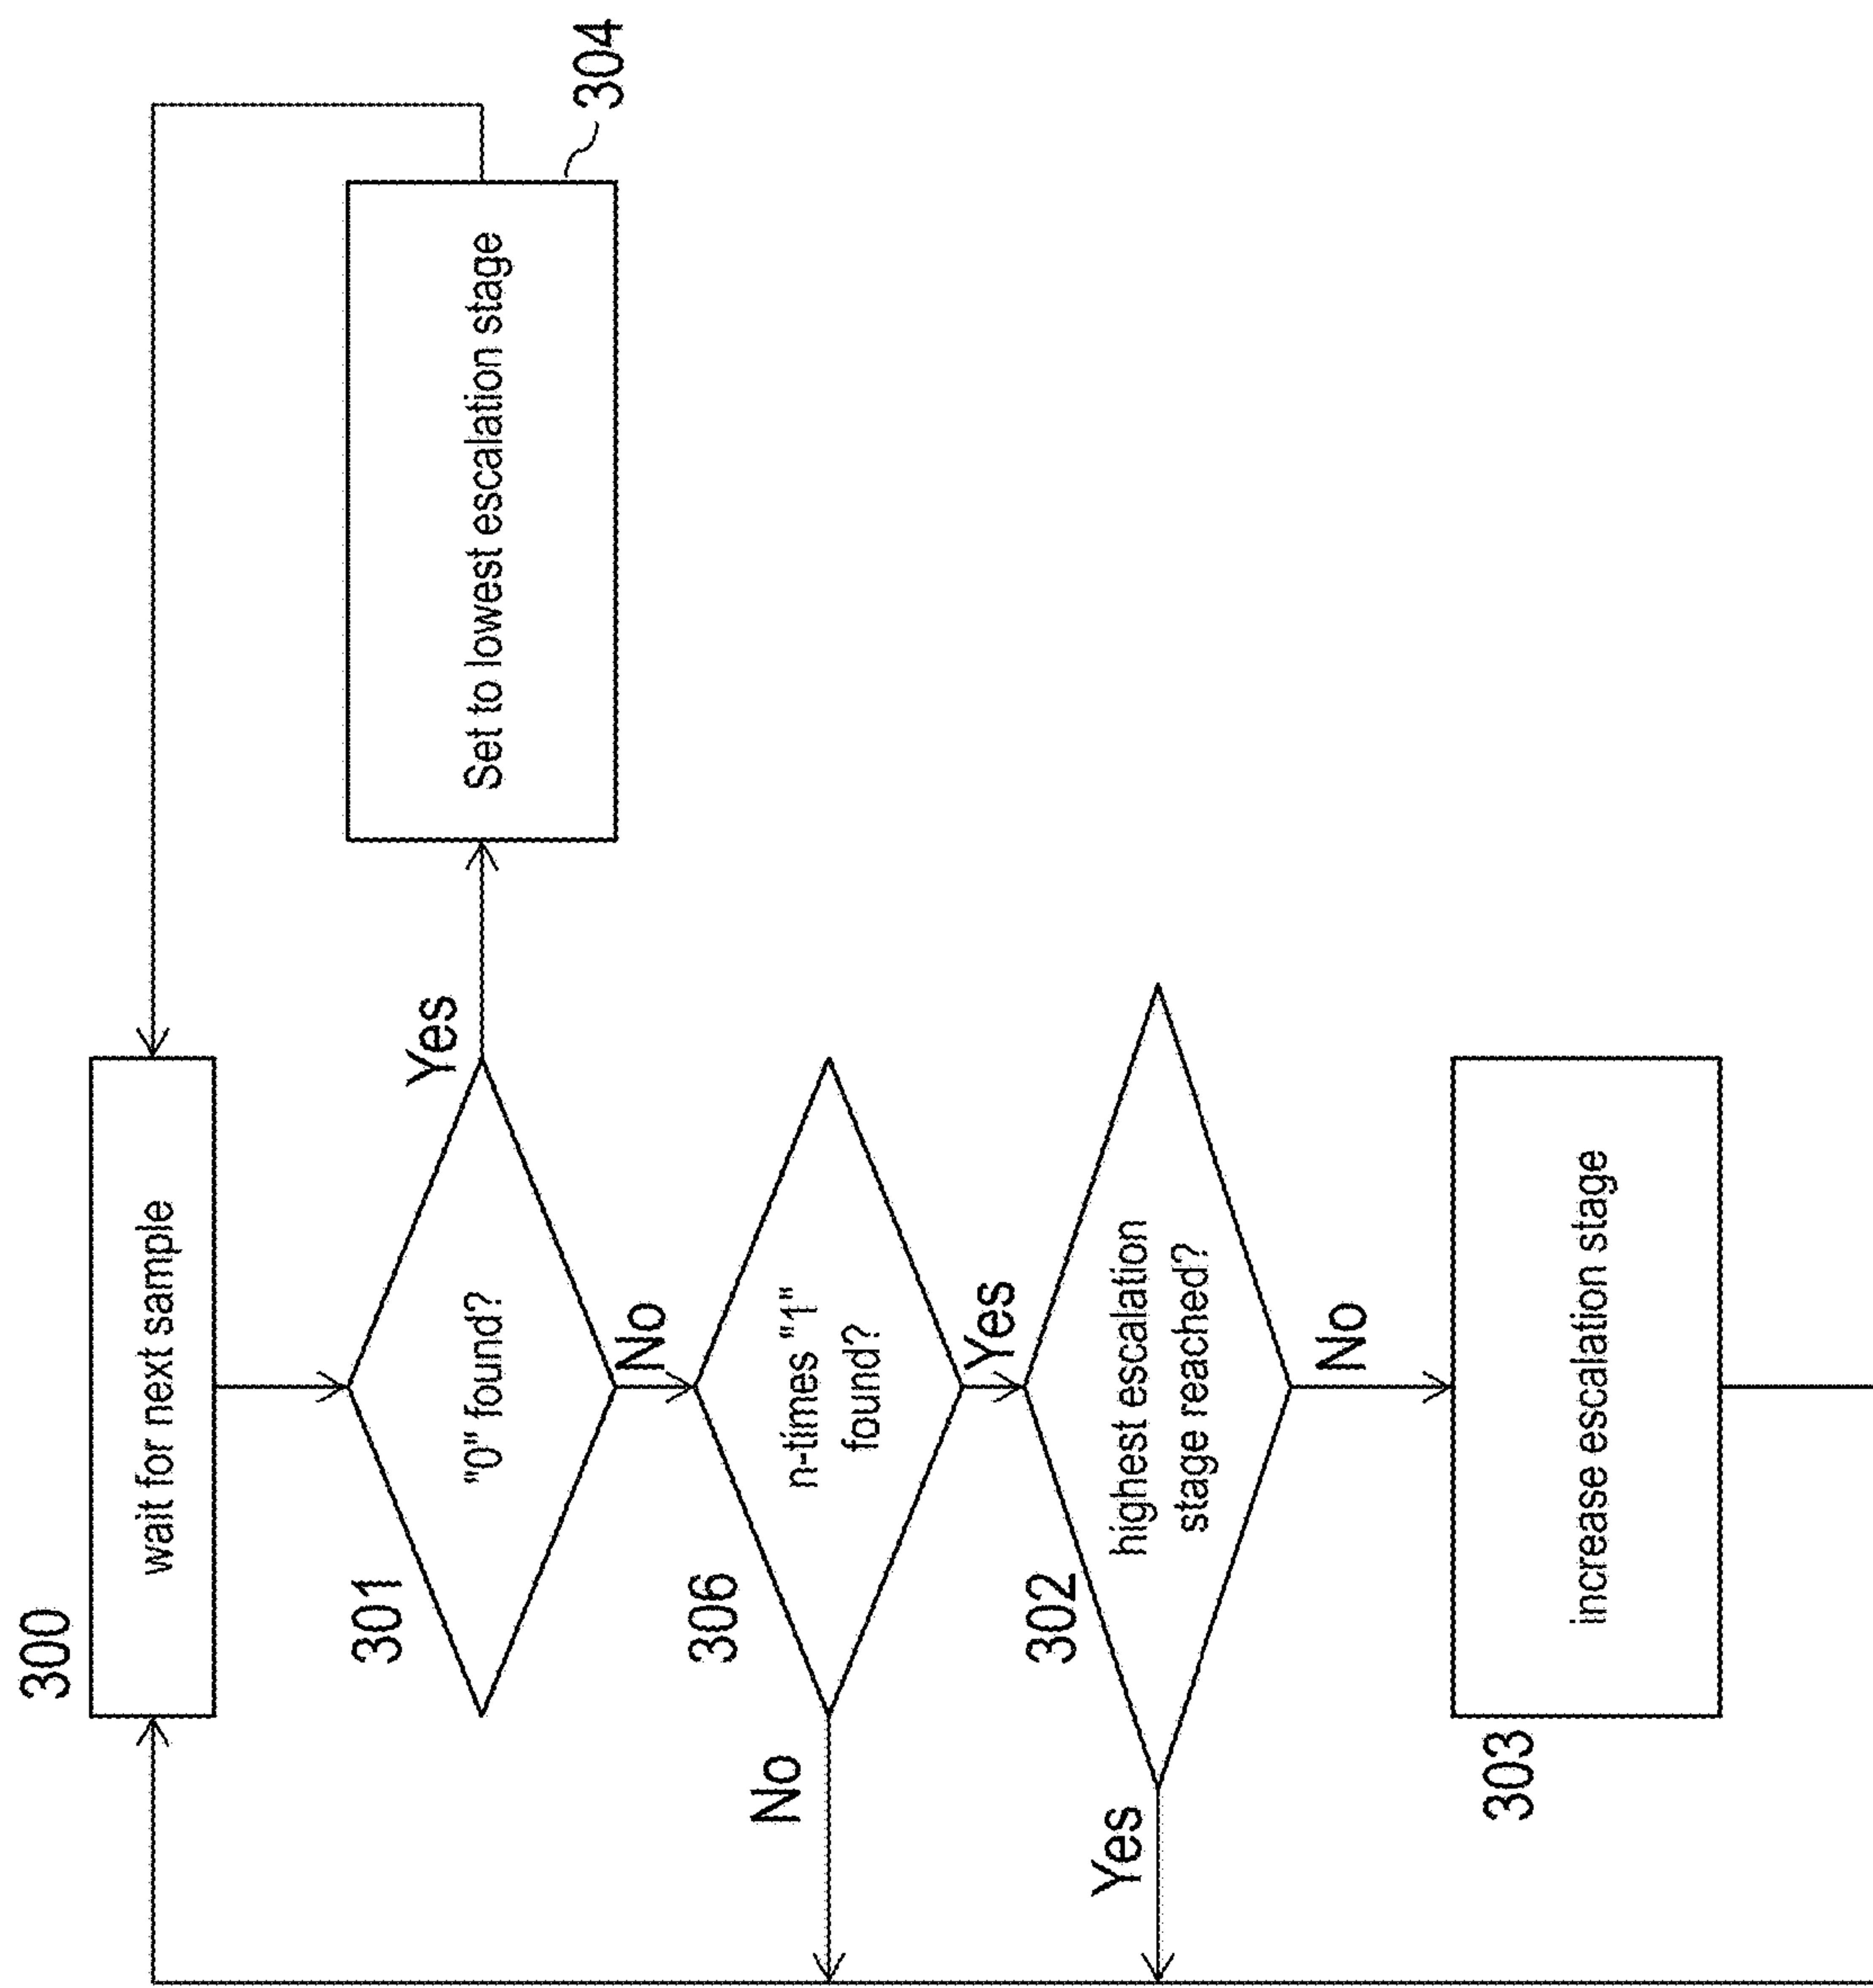 300
wait for next sample
301
"0" found?
Yes
Set to lowest escalation stage
304
No
306
n-times "1"
found?
No
Yes
302
highest escalation
stage reached?
Yes
No
303
increase escalation stage